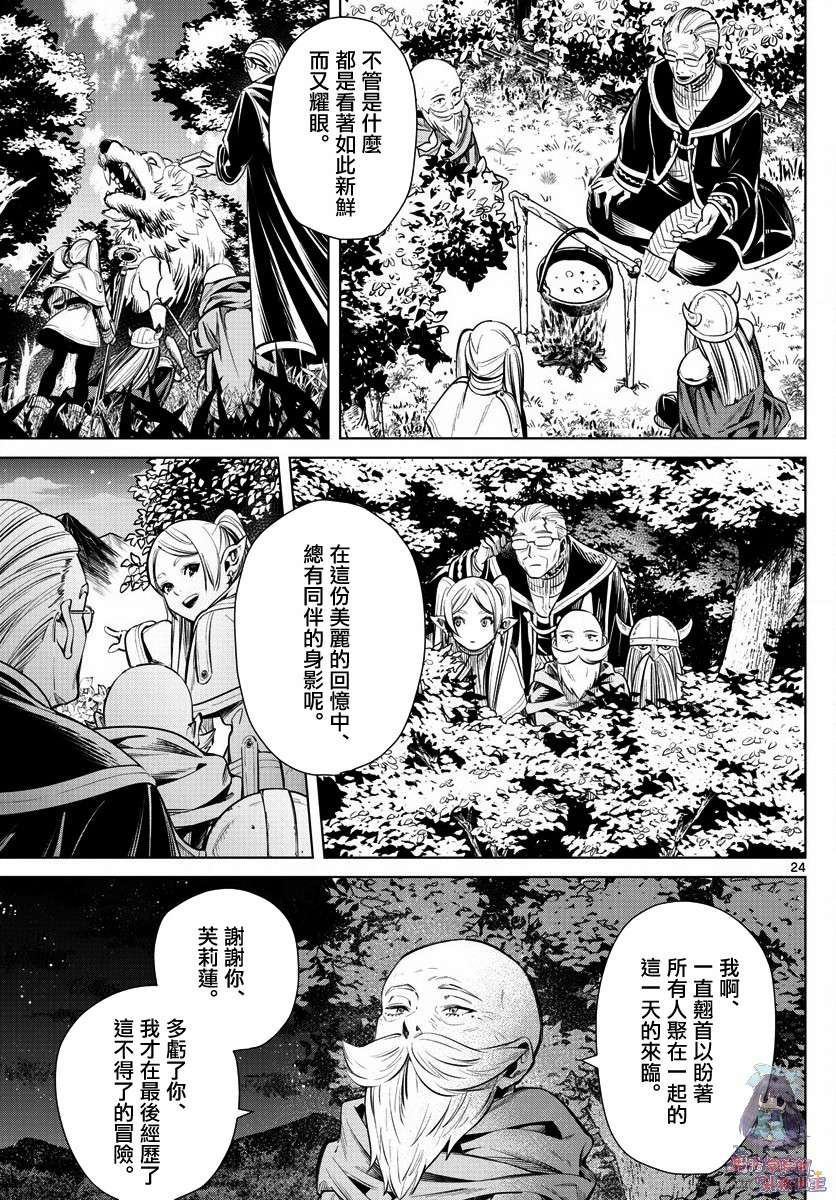 不管是什麼
都是看著如此新鮮
而又耀眼。
在這份美麗的回憶中、
總有同伴的身影呢。
24
我啊、
一直翹首以盼著
所有人聚在一起的
這一天的來臨。
謝謝你、
芙莉蓮。
多虧了你、
我才在最後經歷了
這不得了的冒險。